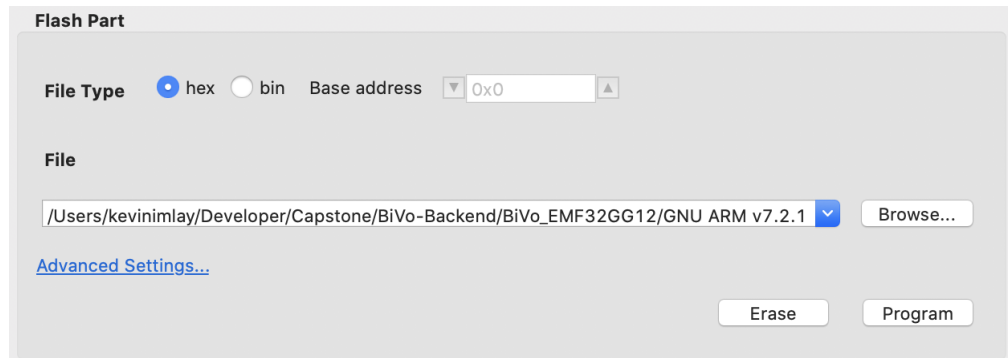 Flash Part
File Type hex bin Base address 0x0
File
/Users/kevinimlay/Developer/Capstone/BiVo-Backend/BiVo_EMF32GG12/GNU ARM v7.2.1 Browse...
Advanced Settings...
Erase Program